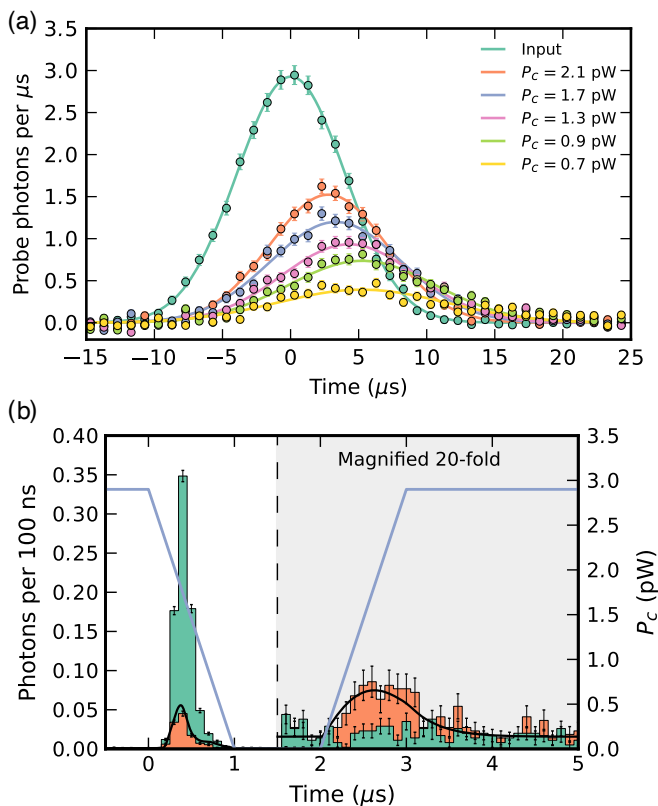 (a)
3.5
3.0
2.5
2.0
1.5
1.0
0.5
0.0
Probe photons per μs
Input
P_c = 2.1 pW
P_c = 1.7 pW
P_c = 1.3 pW
P_c = 0.9 pW
P_c = 0.7 pW
−15 −10 −5 0 5 10 15 20 25
Time (μs)
(b)
0.40
0.35
0.30
0.25
0.20
0.15
0.10
0.05
0.00
Photons per 100 ns
Magnified 20-fold
3.5
3.0
2.5
2.0
1.5
1.0
0.5
0.0
P_c (pW)
0 1 2 3 4 5
Time (μs)